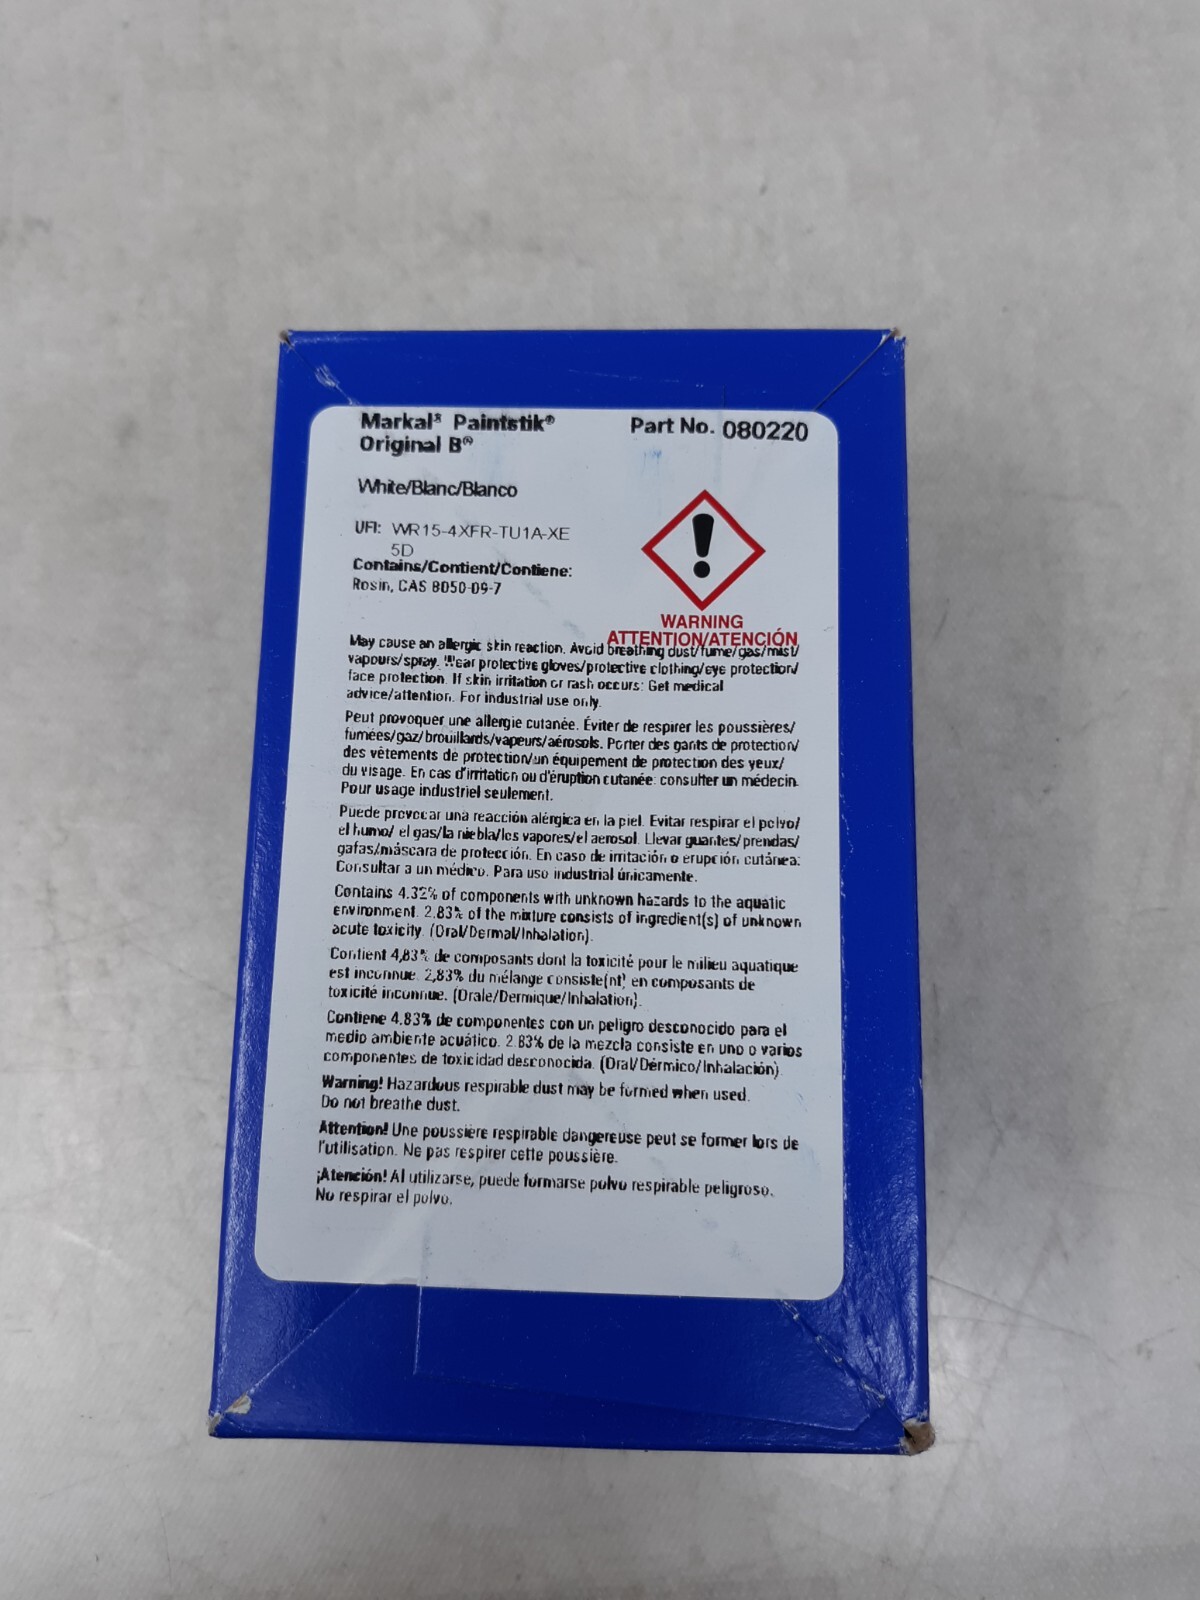 Markal® Paintstik®
Original B®
Part No. 080220
White/Blanc/Blanco
UFI: WR15-4XFR-TU1A-XE
5D
Contains/Contient/Contiene:
Rosin, CAS 8050-09-7
WARNING
ATTENTION/ATENCIÓN
May cause an allergic skin reaction. Avoid breathing dust/fume/gas/mist/
vapours/spray. Wear protective gloves/protective clothing/eye protection/
face protection. If skin irritation or rash occurs: Get medical
advice/attention. For industrial use only.
Peut provoquer une allergie cutanée. Éviter de respirer les poussières/
fumées/gaz/brouillards/vapeurs/aérosols. Porter des gants de protection/
des vêtements de protection/un équipement de protection des yeux/
du visage. En cas d'irritation ou d'éruption cutanée: consulter un médecin.
Pour usage industriel seulement.
Puede provocar una reacción alérgica en la piel. Evitar respirar el polvo/
el humo/ el gas/la niebla/los vapores/el aerosol. Llevar guantes/prendas/
gafas/máscara de protección. En caso de irritación o erupción cutánea:
Consultar a un médico. Para uso industrial únicamente.
Contains 4.32% of components with unknown hazards to the aquatic
environment. 2.83% of the mixture consists of ingredient(s) of unknown
acute toxicity. (Oral/Dermal/Inhalation).
Contient 4,83% de composants dont la toxicité pour le milieu aquatique
est inconnue. 2,83% du mélange consiste(nt) en composants de
toxicité inconnue. (Orale/Dermique/Inhalation).
Contiene 4.83% de componentes con un peligro desconocido para el
medio ambiente acuático. 2.83% de la mezcla consiste en uno o varios
componentes de toxicidad desconocida. (Oral/Dérmico/Inhalación).
Warning! Hazardous respirable dust may be formed when used.
Do not breathe dust.
Attention! Une poussière respirable dangereuse peut se former lors de
l'utilisation. Ne pas respirer cette poussière.
¡Atención! Al utilizarse, puede formarse polvo respirable peligroso.
No respirar el polvo.